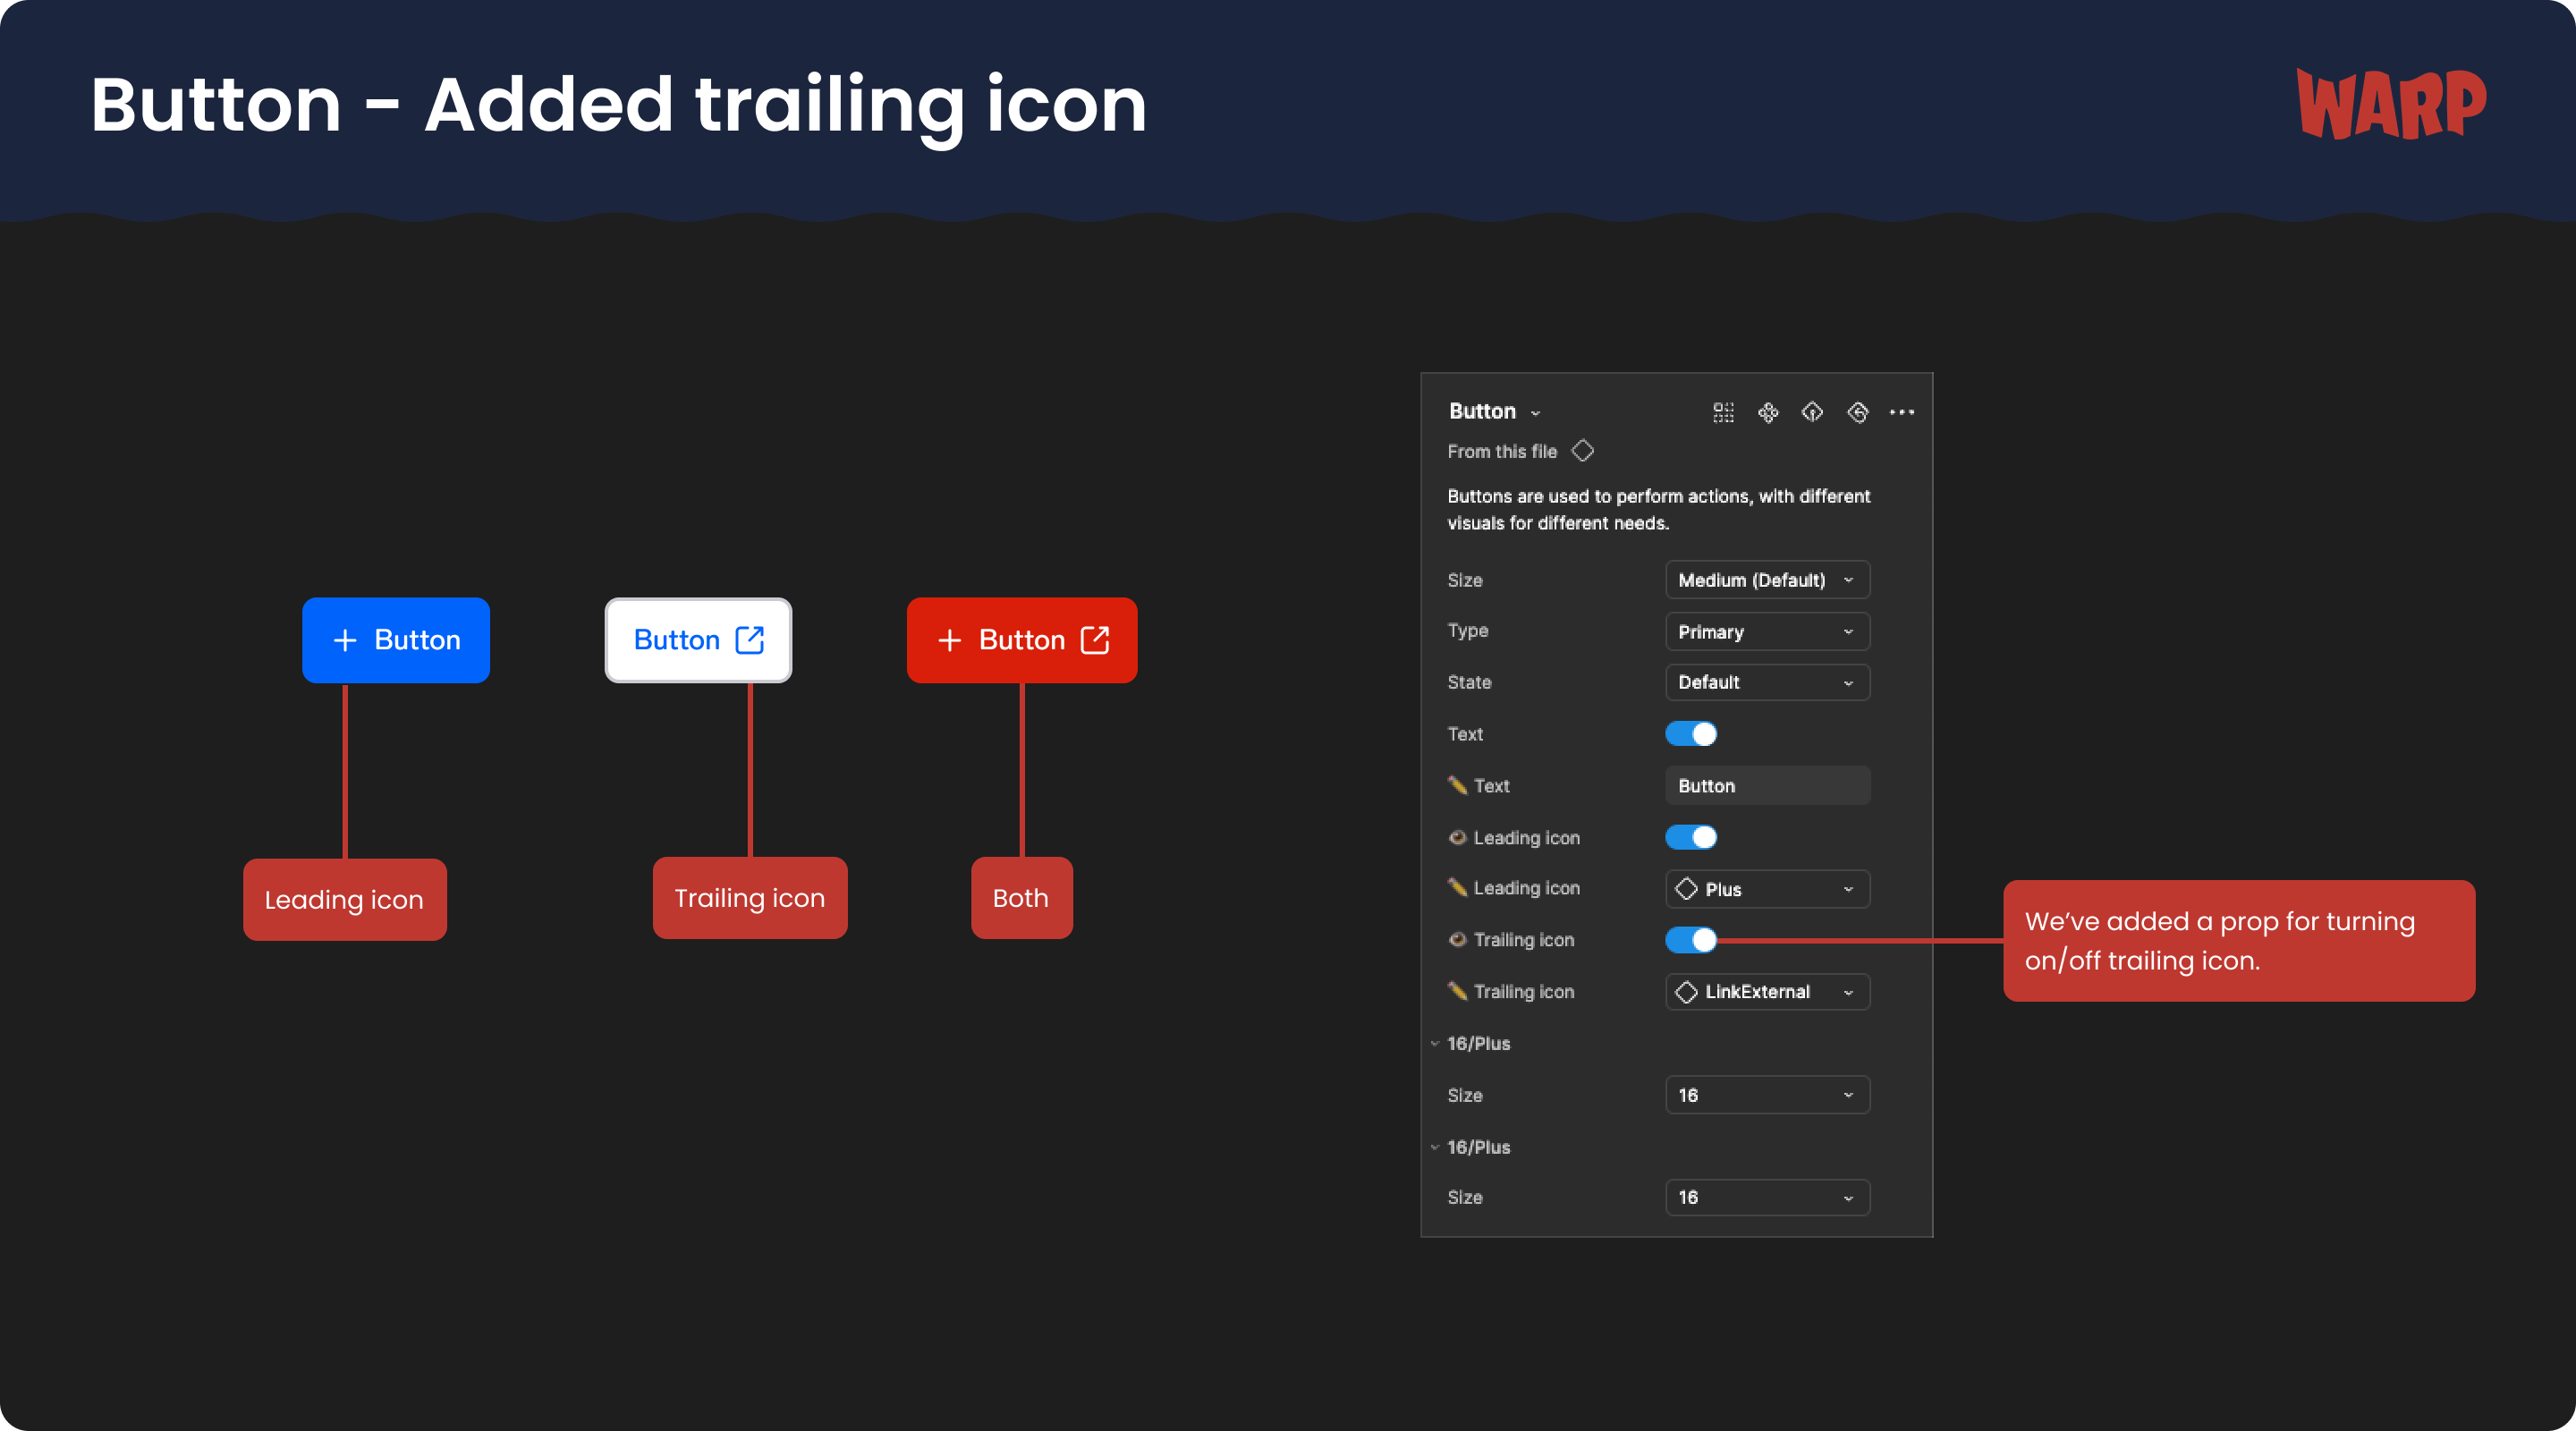 Button - Added trailing icon
WARP
Button
Button
Button
Leading icon
Trailing icon
Both
Button
From this file
Buttons are used to perform actions, with different
visuals for different needs.
Size Medium (Default)
Type Primary
State Default
Text
✏️ Text Button
👁️ Leading icon
✏️ Leading icon Plus
👁️ Trailing icon
✏️ Trailing icon LinkExternal
16/Plus
Size 16
16/Plus
Size 16
We’ve added a prop for turning
on/off trailing icon.